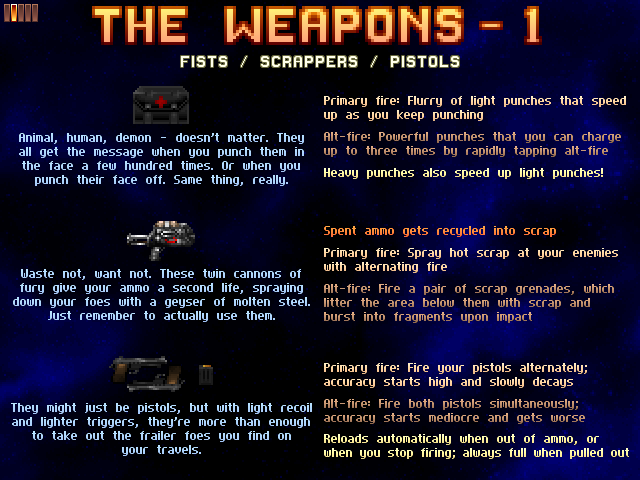 THE WEAPONS - 1
FISTS / SCRAPPERS / PISTOLS
Animal, human, demon - doesn't matter. They
all get the message when you punch them in
the face a few hundred times. Or when you
punch their face off. Same thing, really.
Primary fire: Flurry of light punches that speed
up as you keep punching
Alt-fire: Powerful punches that you can charge
up to three times by rapidly tapping alt-fire
Heavy punches also speed up light punches!
Waste not, want not. These twin cannons of
fury give your ammo a second life, spraying
down your foes with a geyser of molten steel.
Just remember to actually use them.
Spent ammo gets recycled into scrap
Primary fire: Spray hot scrap at your enemies
with alternating fire
Alt-fire: Fire a pair of scrap grenades, which
litter the area below them with scrap and
burst into fragments upon impact
They might just be pistols, but with light recoil
and lighter triggers, they're more than enough
to take out the frailer foes you find on
your travels.
Primary fire: Fire your pistols alternately;
accuracy starts high and slowly decays
Alt-fire: Fire both pistols simultaneously;
accuracy starts mediocre and gets worse
Reloads automatically when out of ammo, or
when you stop firing; always full when pulled out